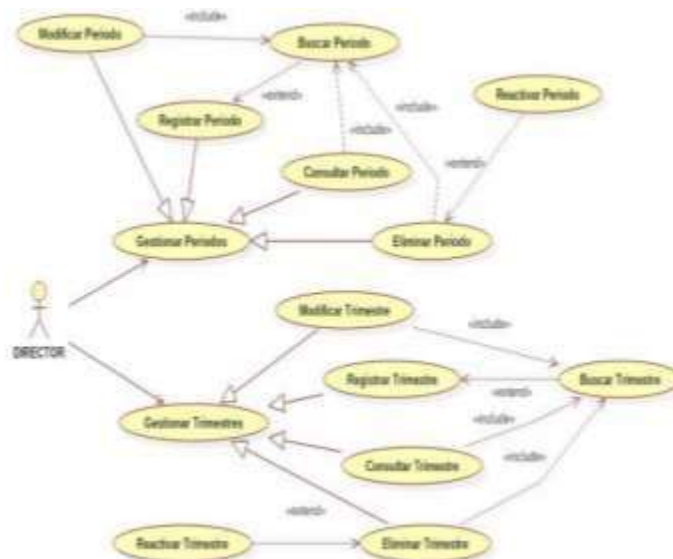 «include»
Modificar Periodo
Buscar Periodo
«extend»
«include»
Reactivar Periodo
Registrar Periodo
«include»
Consultar Periodo
«extend»
Gestionar Periodos
Eliminar Periodo
Modificar Trimestre
«include»
DIRECTOR
Registrar Trimestre
Buscar Trimestre
«extend»
Gestionar Trimestres
«include»
Consultar Trimestre
«include»
«extend»
Reactivar Trimestre
Eliminar Trimestre